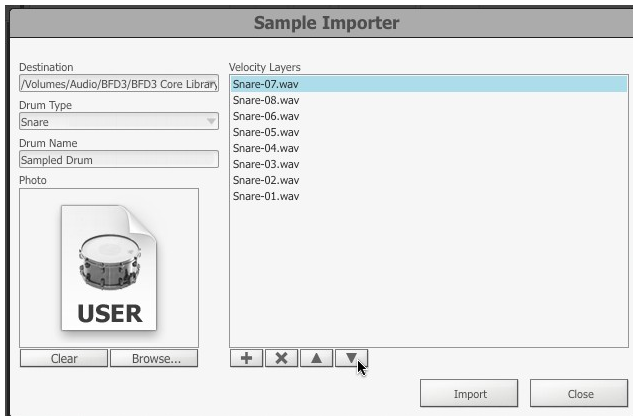 Sample Importer
Destination
/Volumes/Audio/BFD3/BFD3 Core Library
Drum Type
Snare
Drum Name
Sampled Drum
Photo
USER
Clear
Browse...
Velocity Layers
Snare-07.wav
Snare-08.wav
Snare-06.wav
Snare-05.wav
Snare-04.wav
Snare-03.wav
Snare-02.wav
Snare-01.wav
Import
Close